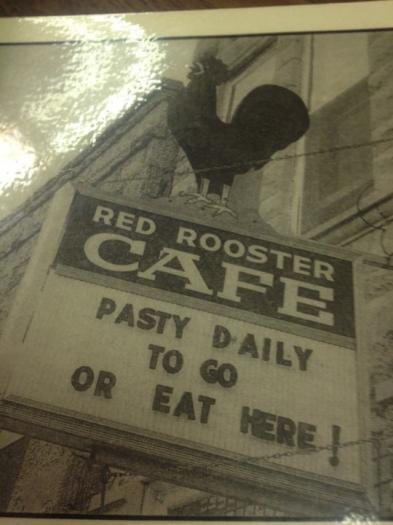 RED ROOSTER
CAFE
PASTY DAILY
TO GO
OR EAT HERE!